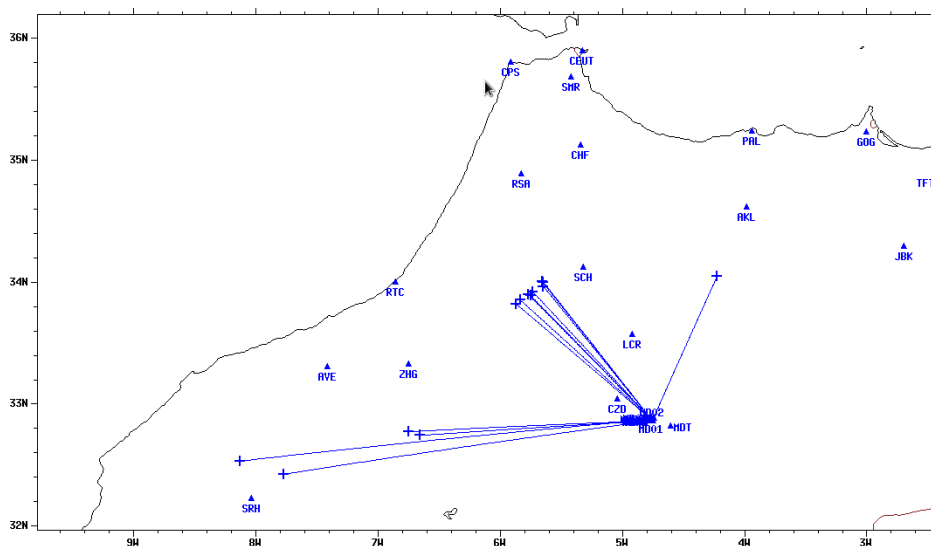 36N
CEUT
CPS
SMR
PAL
GOG
CHF
35N
RSA
TFT
AKL
JBK
SCH
34N
RTC
LCR
AVE
ZHG
CZD
MD02
33N
MD01
MDT
SRH
32N
9W
8W
7W
6W
5W
4W
3W